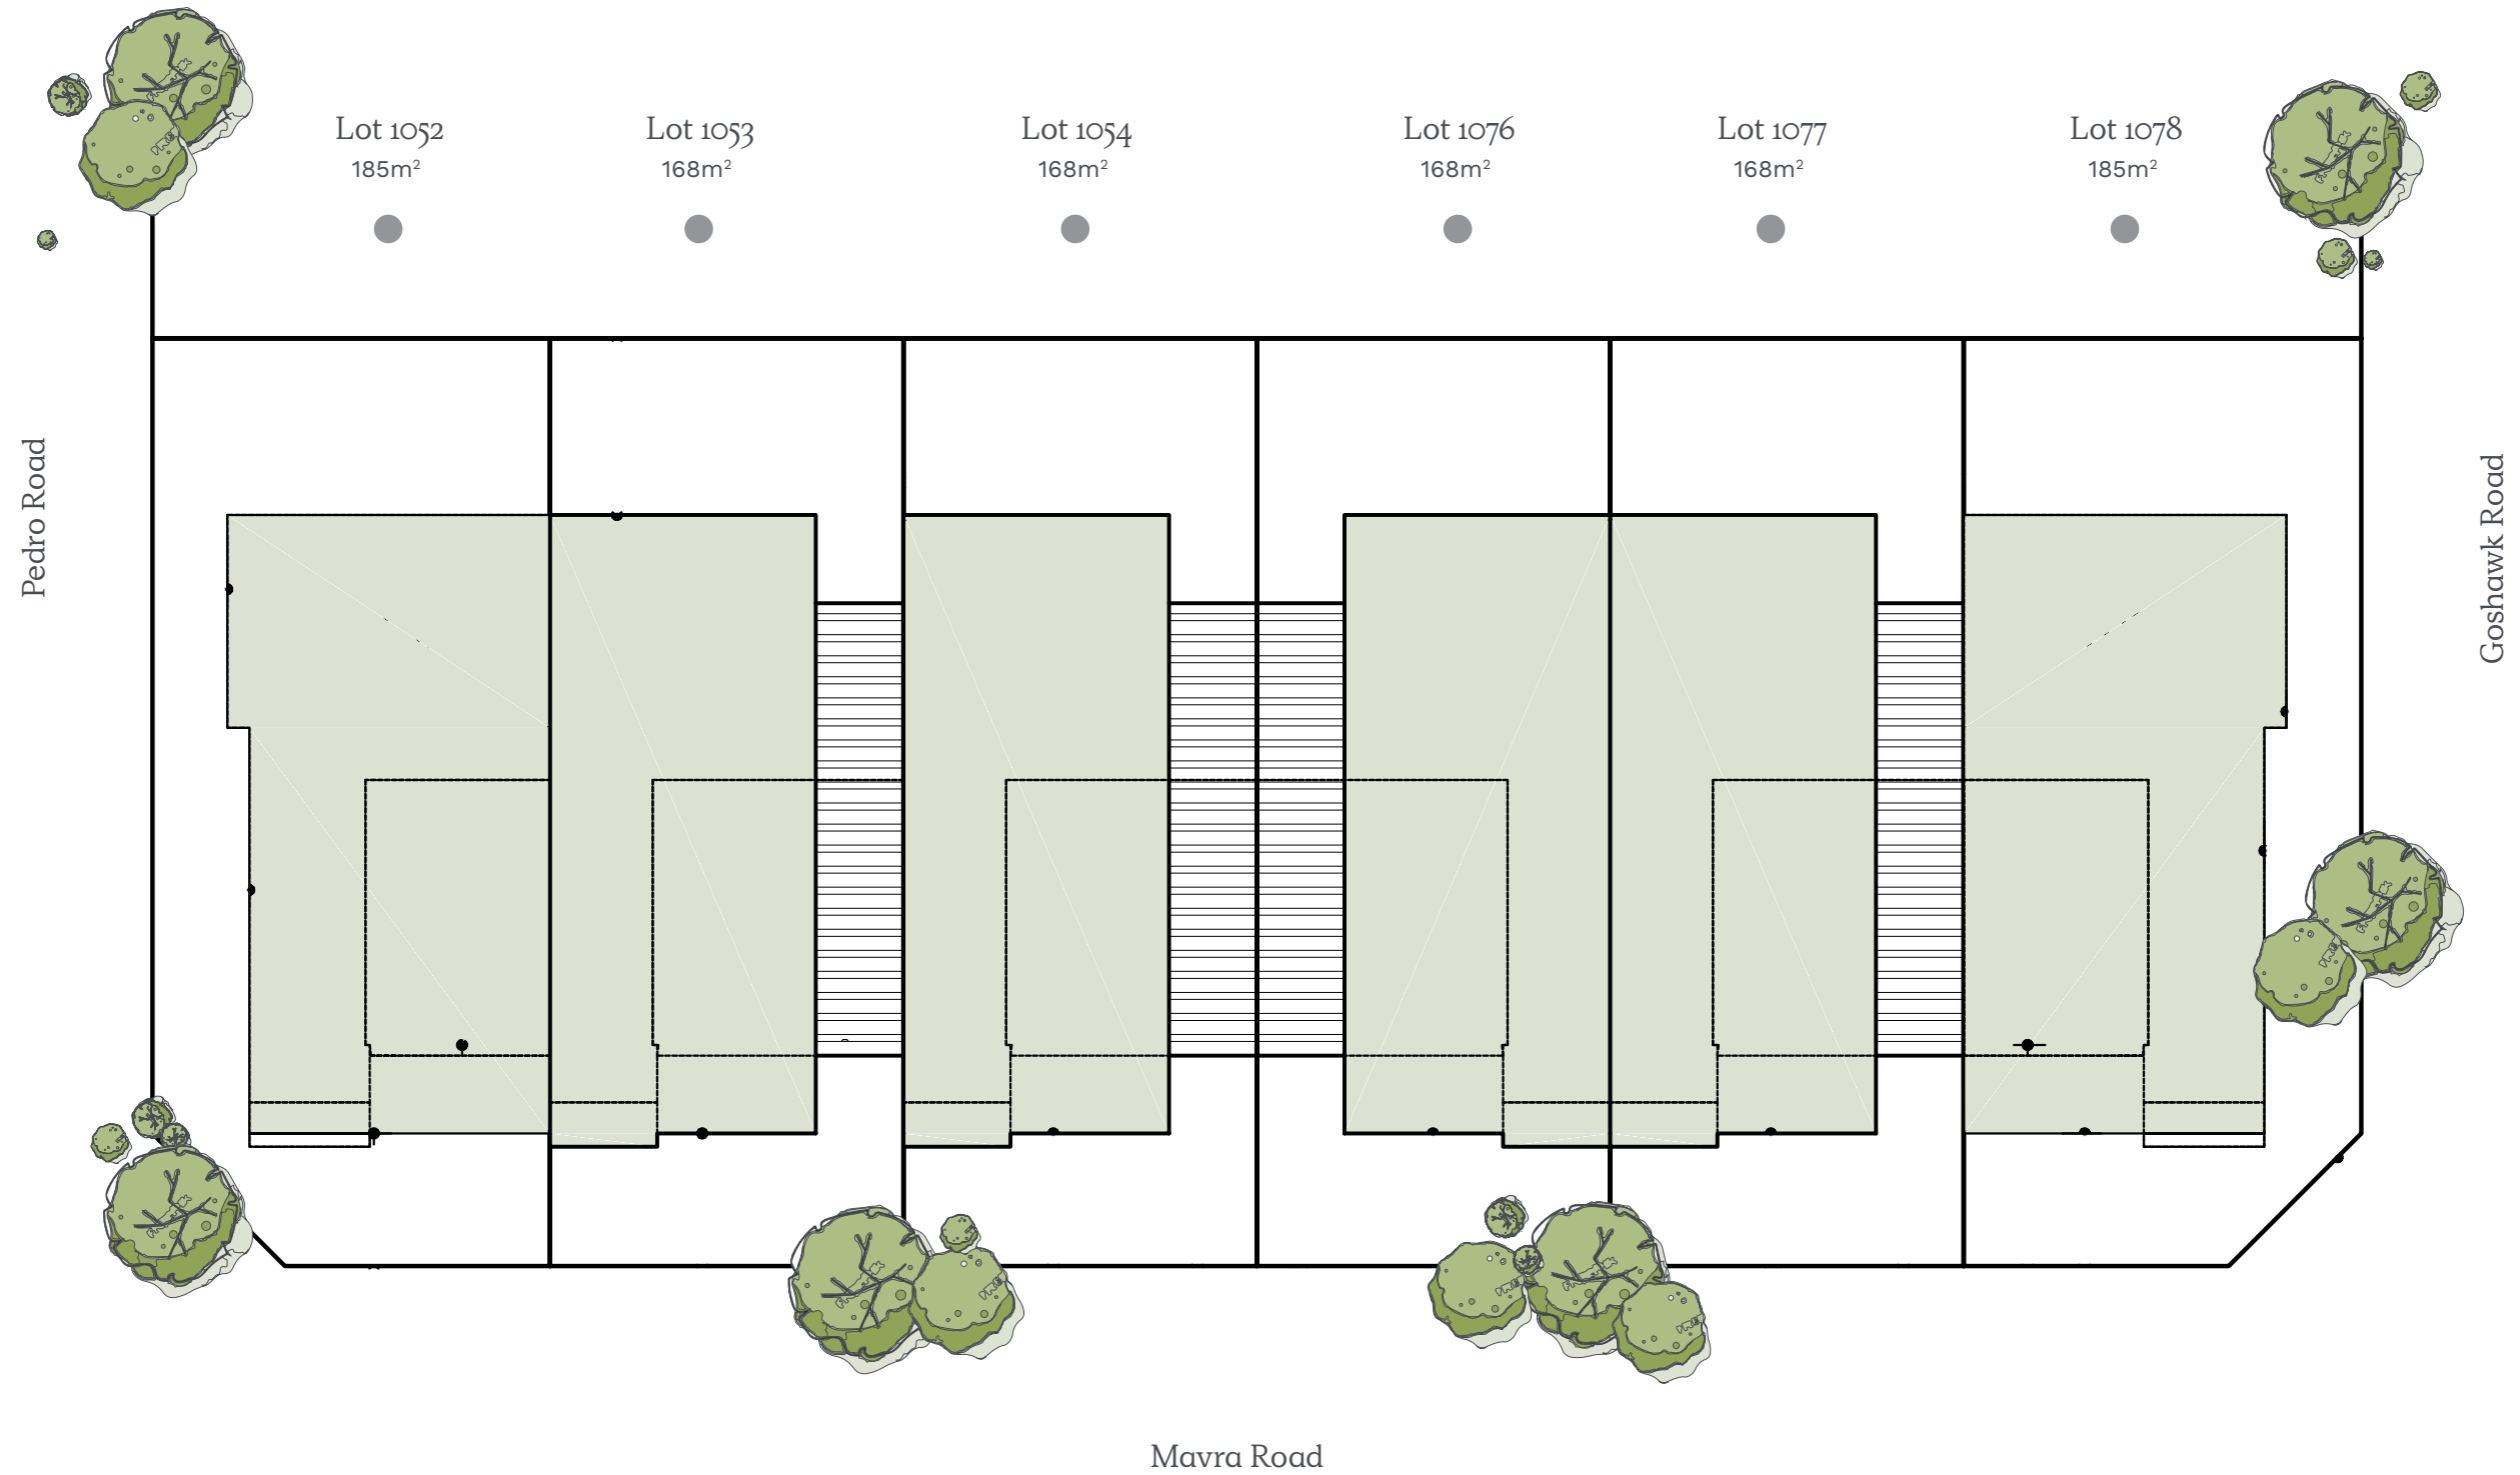 Lot 1052
185m²
Lot 1053
168m²
Lot 1054
168m²
Lot 1076
168m²
Lot 1077
168m²
Lot 1078
185m²
Pedro Road
Goshawk Road
Mavra Road